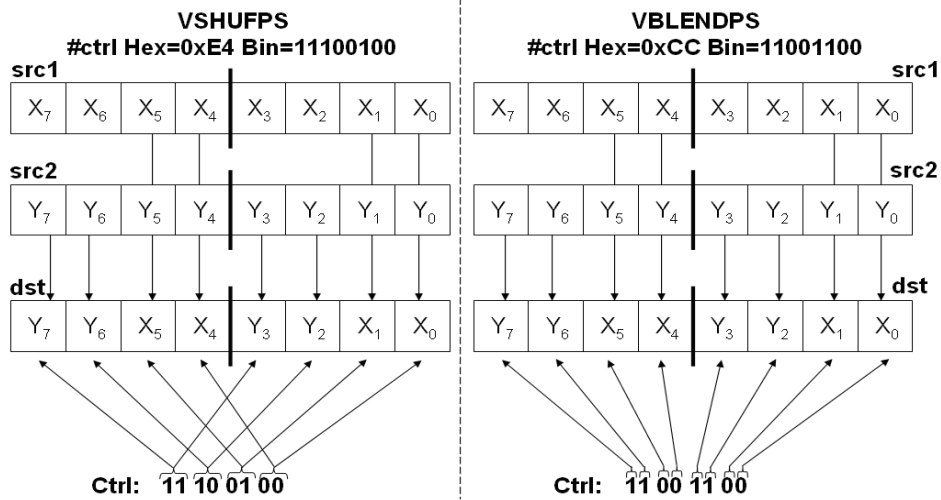 VSHUFPS
#ctrl Hex=0xE4 Bin=11100100
src1
X7 X6 X5 X4 X3 X2 X1 X0
src2
Y7 Y6 Y5 Y4 Y3 Y2 Y1 Y0
dst
Y7 Y6 X5 X4 Y3 Y2 X1 X0
Ctrl: 11 10 01 00
VBLENDPS
#ctrl Hex=0xCC Bin=11001100
src1
X7 X6 X5 X4 X3 X2 X1 X0
src2
Y7 Y6 Y5 Y4 Y3 Y2 Y1 Y0
dst
Y7 Y6 X5 X4 Y3 Y2 X1 X0
Ctrl: 11 00 11 00